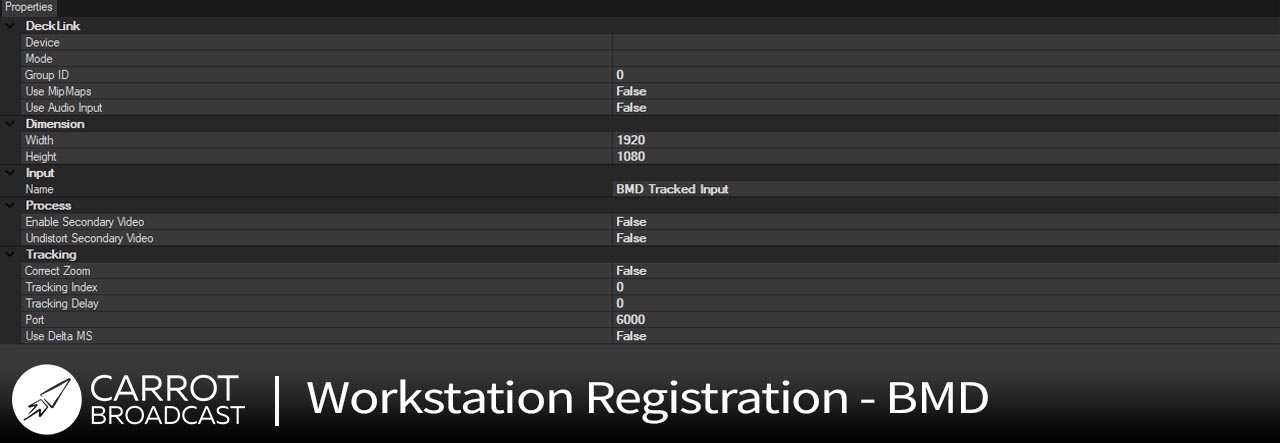 Properties
DeckLink
Device
Mode
Group ID 0
Use MipMaps False
Use Audio Input False
Dimension
Width 1920
Height 1080
Input
Name BMD Tracked Input
Process
Enable Secondary Video False
Undistort Secondary Video False
Tracking
Correct Zoom False
Tracking Index 0
Tracking Delay 0
Port 6000
Use Delta MS False
CARROT
BROADCAST
Workstation Registration - BMD